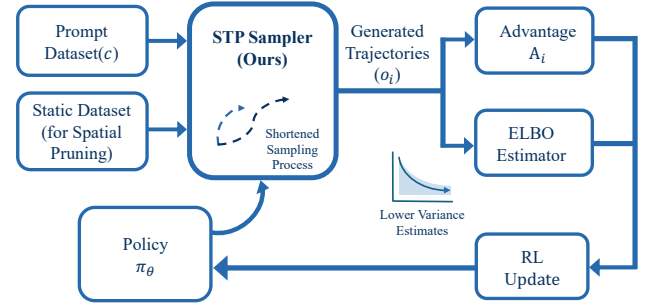 Prompt
Dataset(c)
Static Dataset
(for Spatial
Pruning)
STP Sampler
(Ours)
Shortened
Sampling
Process
Generated
Trajectories
(oᵢ)
Advantage
Aᵢ
ELBO
Estimator
Lower Variance
Estimates
Policy
π_θ
RL
Update